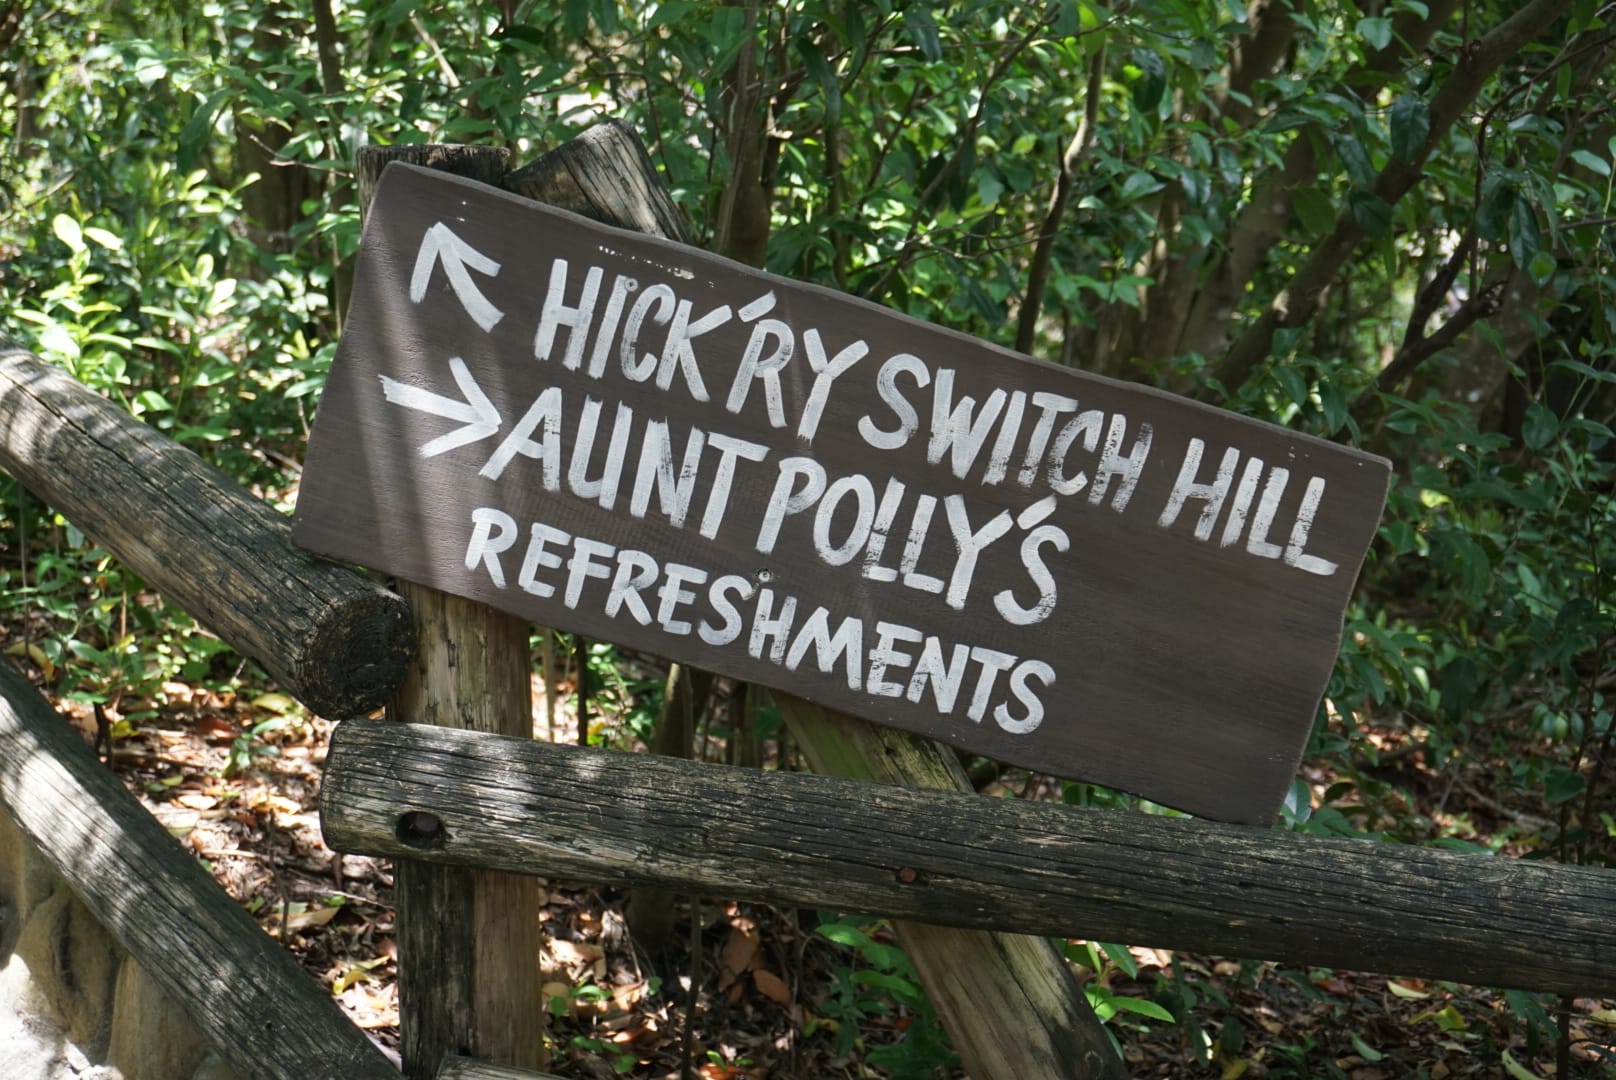 HICK'RY SWITCH HILL
AUNT POLLY'S
REFRESHMENTS